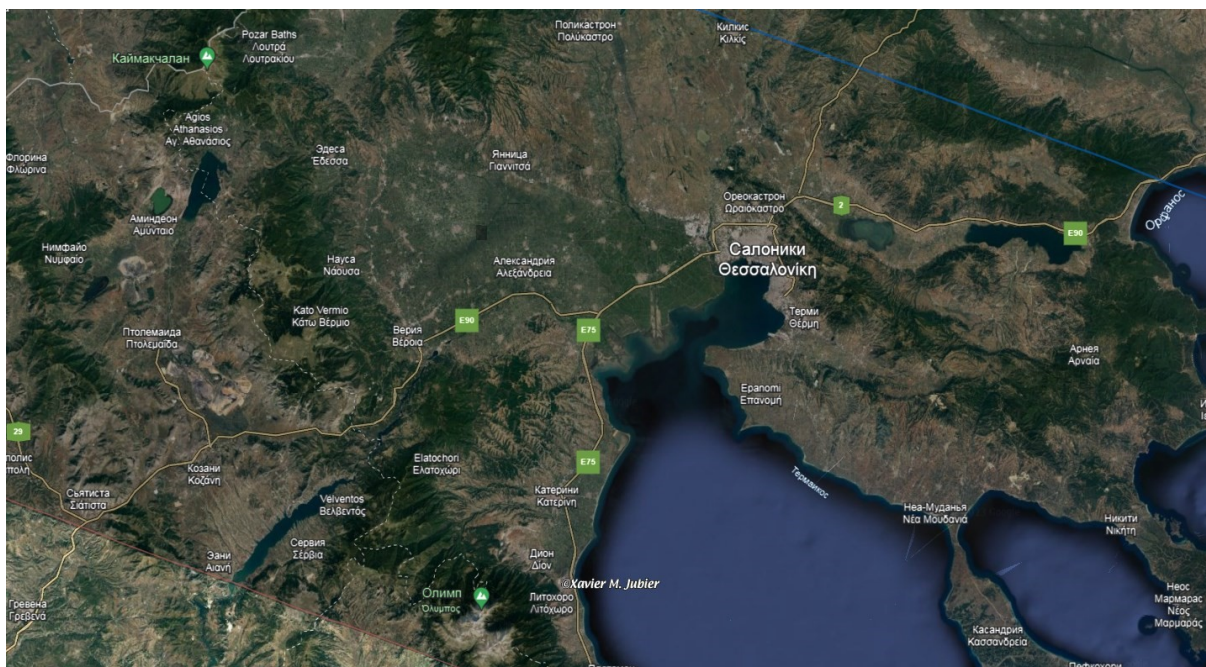 Поликастрон
Πολύκαστρο
Килкис
Κιλκίς
Pozar Baths
Λουτρά
Λουτρακίου
Каймакчалан
Agios
Athanasios
Αγ. Αθανάσιος
Флорина
Φλώρινα
Эдеса
Έδεσσα
Янница
Γιαννιτσά
Ореокастрон
Ωραιόκαστρο
2
E90
Орфанос
Аминдеон
Αμύνταιο
Нимфайо
Νυμφαίο
Науса
Νάουσα
Александрия
Αλεξάνδρεια
Салоники
Θεσσαλονίκη
Kato Vermio
Κάτω Βέρμιο
Терми
Θέρμη
Птолемаида
Πτολεμαΐδα
Верия
Βέροια
E90
E75
Арнея
Αρναία
Epanomi
Επανομή
29
Козани
Κοζάνη
Elatochori
Ελατοχώρι
E75
Термаикос
Сьятиста
Σιάτιστα
Velventos
Βελβεντός
Катерини
Κατερίνη
Неа-Муданья
Νέα Μουδανιά
Никити
Νικήτη
Эани
Αιανή
Сервия
Σέρβια
Дион
Δίον
©Xavier M. Jubier
Олимп
Όλυμπος
Литохоро
Λιτόχωρο
Гревена
Γρεβενά
Неос
Мармарас
Νέος
Μαρμαράς
Касандрия
Κασσάνδρεια